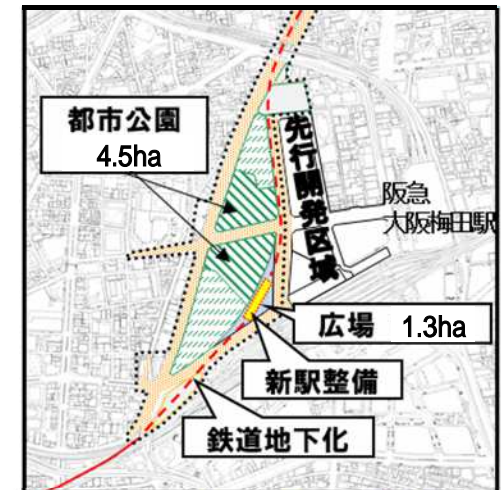 都市公園
4.5ha
先行開発区域
阪急
大阪梅田駅
広場 1.3ha
新駅整備
鉄道地下化